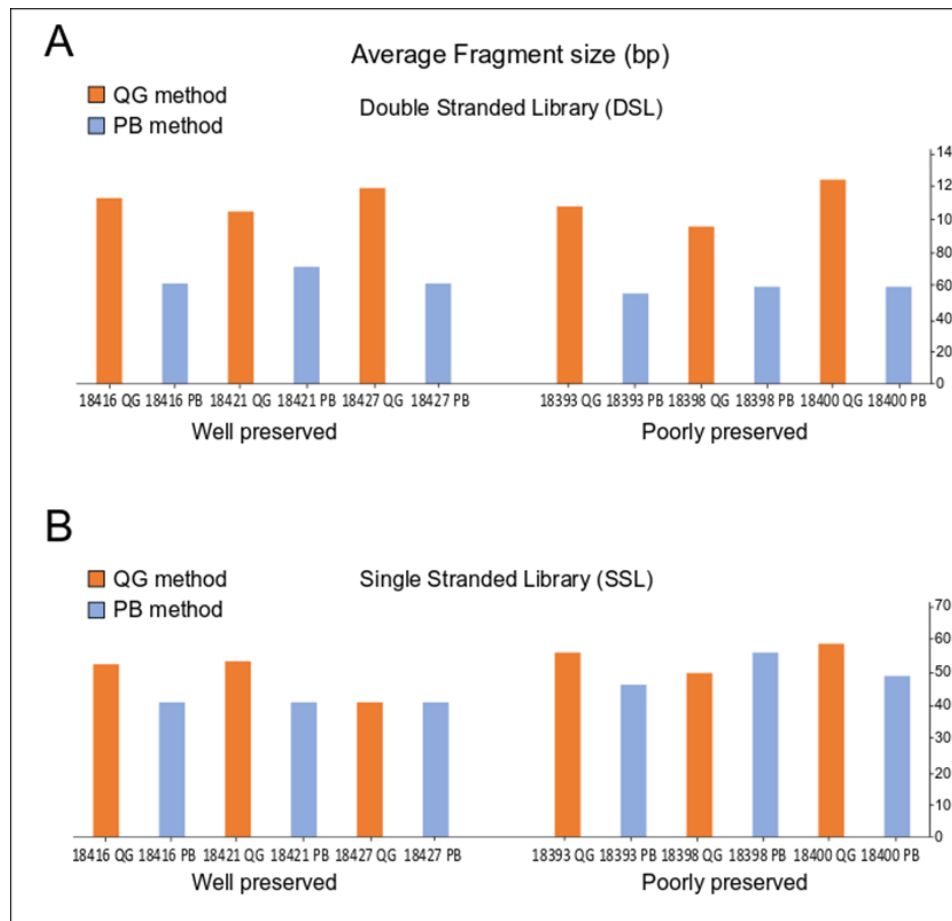 A
Average Fragment size (bp)
QG method
Double Stranded Library (DSL)
PB method
14
12
10
80
60
40
20
0
18416 QG 18416 PB 18421 QG 18421 PB 18427 QG 18427 PB
18393 QG 18393 PB 18398 QG 18398 PB 18400 QG 18400 PB
Well preserved
Poorly preserved
B
QG method
Single Stranded Library (SSL)
PB method
70
60
50
40
30
20
10
0
18416 QG 18416 PB 18421 QG 18421 PB 18427 QG 18427 PB
18393 QG 18393 PB 18398 QG 18398 PB 18400 QG 18400 PB
Well preserved
Poorly preserved